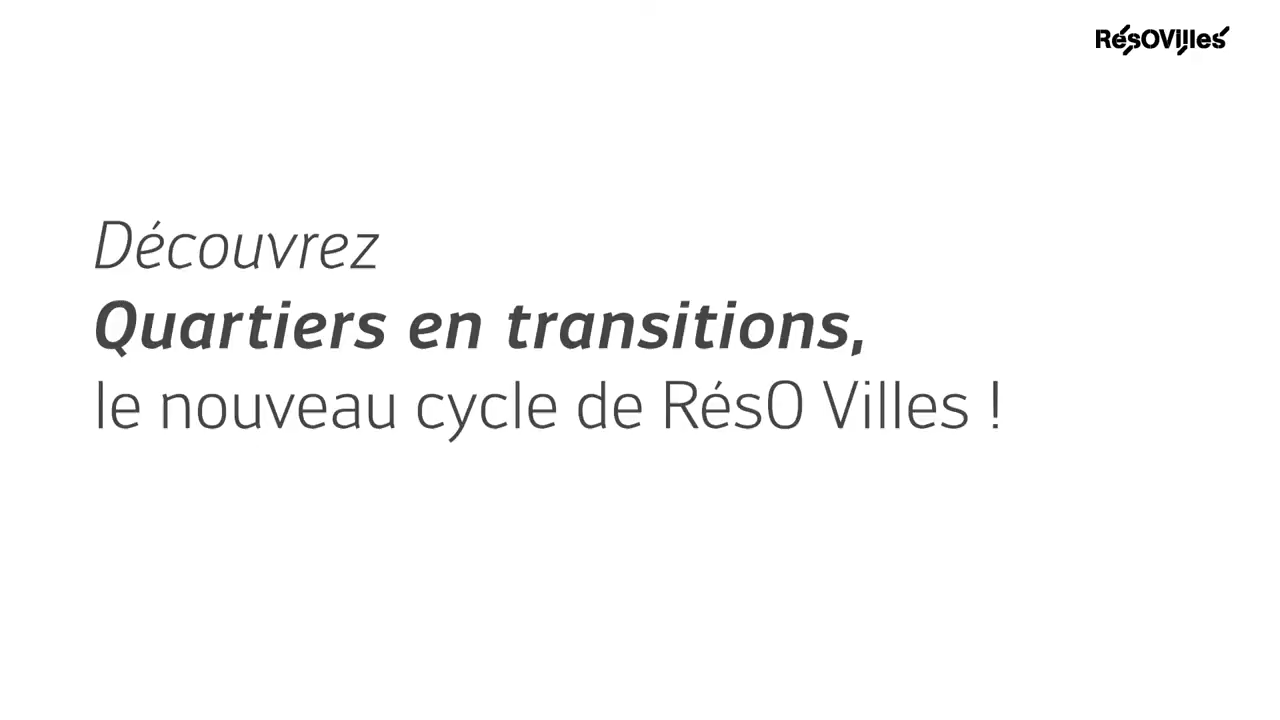 RésOVilles
Découvrez
Quartiers en transitions,
le nouveau cycle de RésO Villes !